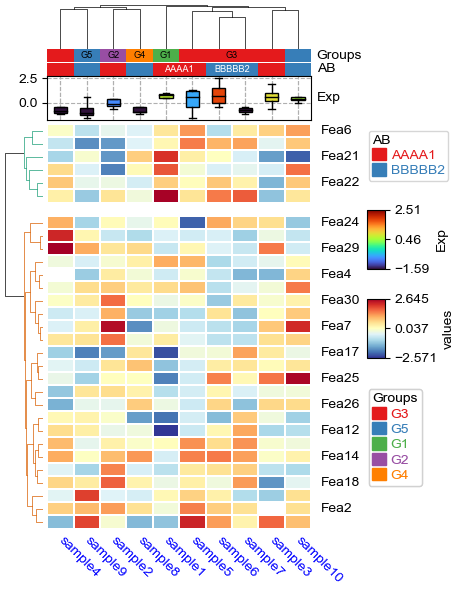 G5 G2 G4 G1 G3 Groups
AAAA1 BBBBB2 AB
2.5
0.0
Exp
Fea6
Fea21
Fea22
Fea24
Fea29
Fea4
Fea30
Fea7
Fea17
Fea25
Fea26
Fea12
Fea14
Fea18
Fea2
sample4
sample9
sample2
sample8
sample1
sample5
sample6
sample7
sample3
sample10
AB
AAAA1
BBBBB2
2.51
0.46
−1.59
Exp
2.645
0.037
−2.571
values
Groups
G3
G5
G1
G2
G4